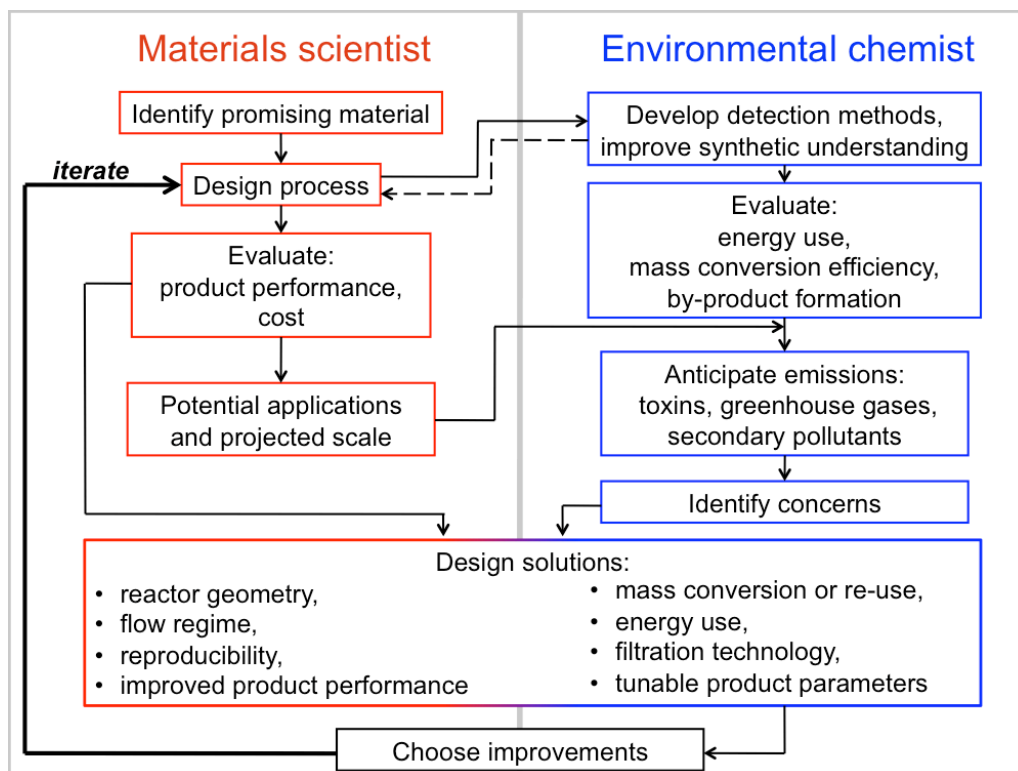 Materials scientist
Identify promising material
iterate
Design process
Evaluate:
product performance,
cost
Potential applications
and projected scale
Environmental chemist
Develop detection methods,
improve synthetic understanding
Evaluate:
energy use,
mass conversion efficiency,
by-product formation
Anticipate emissions:
toxins, greenhouse gases,
secondary pollutants
Identify concerns
Design solutions:
• reactor geometry,
• flow regime,
• reproducibility,
• improved product performance
• mass conversion or re-use,
• energy use,
• filtration technology,
• tunable product parameters
Choose improvements